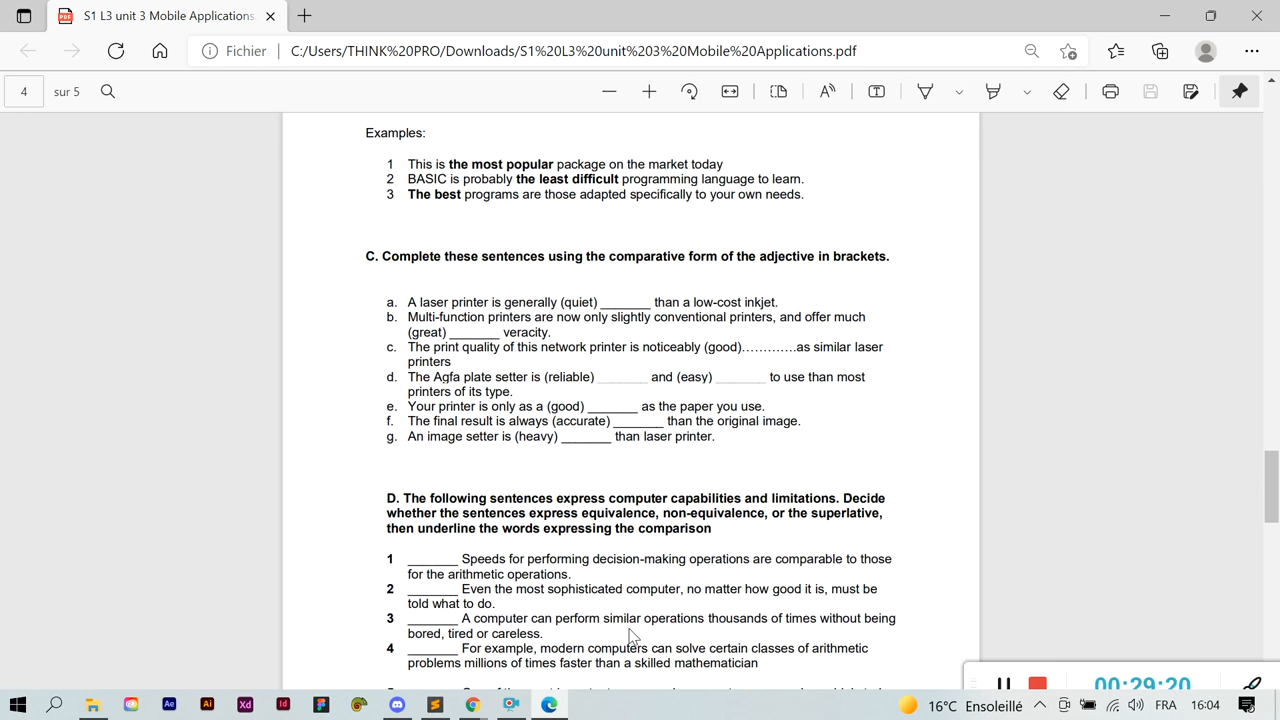 S1 L3 unit 3 Mobile Applications.
Fichier
C:/Users/THINK%20PRO/Downloads/S1%20L3%20unit%203%20Mobile%20Applications.pdf
4 sur 5
Examples:
1 This is the most popular package on the market today
2 BASIC is probably the least difficult programming language to learn.
3 The best programs are those adapted specifically to your own needs.
C. Complete these sentences using the comparative form of the adjective in brackets.
a. A laser printer is generally (quiet) _______ than a low-cost inkjet.
b. Multi-function printers are now only slightly conventional printers, and offer much
(great) _______ veracity.
c. The print quality of this network printer is noticeably (good).............as similar laser
printers
d. The Agfa plate setter is (reliable) _______ and (easy) _______ to use than most
printers of its type.
e. Your printer is only as a (good) _______ as the paper you use.
f. The final result is always (accurate) _______ than the original image.
g. An image setter is (heavy) _______ than laser printer.
D. The following sentences express computer capabilities and limitations. Decide
whether the sentences express equivalence, non-equivalence, or the superlative,
then underline the words expressing the comparison
1 _______ Speeds for performing decision-making operations are comparable to those
for the arithmetic operations.
2 _______ Even the most sophisticated computer, no matter how good it is, must be
told what to do.
3 _______ A computer can perform similar operations thousands of times without being
bored, tired or careless.
4 _______ For example, modern computers can solve certain classes of arithmetic
problems millions of times faster than a skilled mathematician
00:29:20
Ae Ai Xd Id 16°C Ensoleillé FRA 16:04